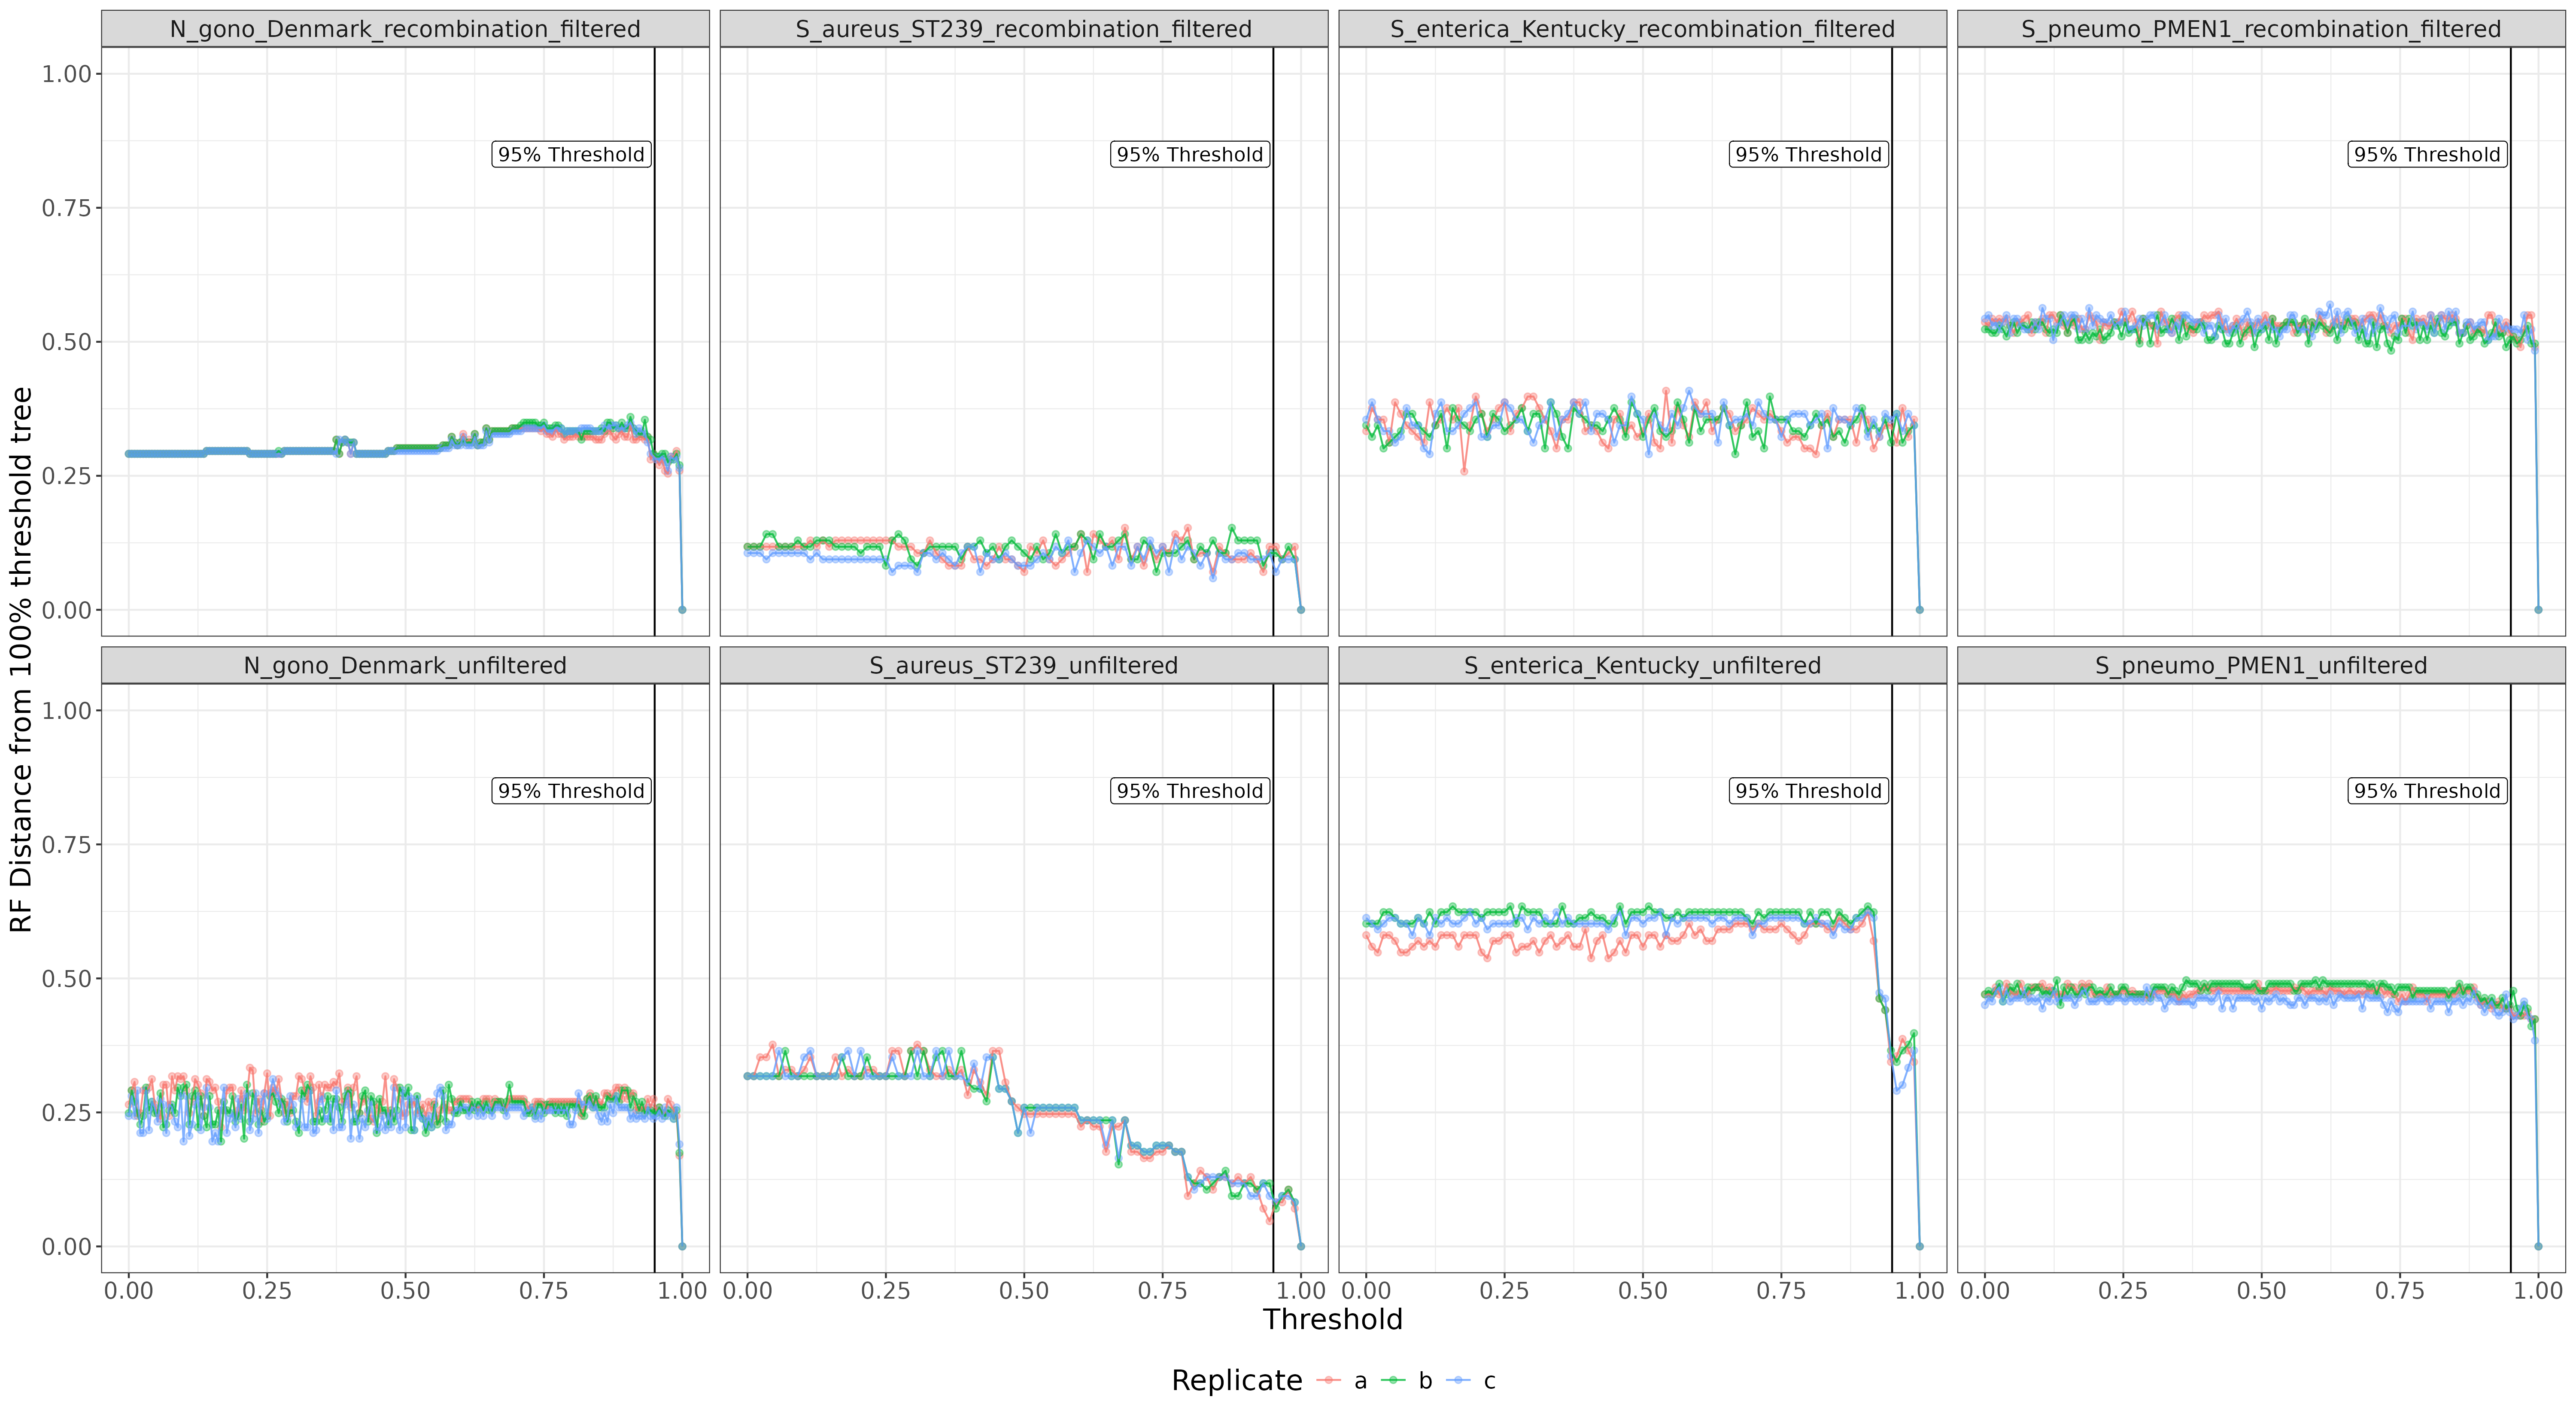 N_gono_Denmark_recombination_filtered
S_aureus_ST239_recombination_filtered
S_enterica_Kentucky_recombination_filtered
S_pneumo_PMEN1_recombination_filtered
1.00
0.75
0.50
0.25
0.00
95% Threshold
95% Threshold
95% Threshold
95% Threshold
RF Distance from 100% threshold tree
N_gono_Denmark_unfiltered
S_aureus_ST239_unfiltered
S_enterica_Kentucky_unfiltered
S_pneumo_PMEN1_unfiltered
1.00
0.75
0.50
0.25
0.00
95% Threshold
95% Threshold
95% Threshold
95% Threshold
0.00 0.25 0.50 0.75 1.00
0.00 0.25 0.50 0.75 1.00
0.00 0.25 0.50 0.75 1.00
0.00 0.25 0.50 0.75 1.00
Threshold
Replicate a b c